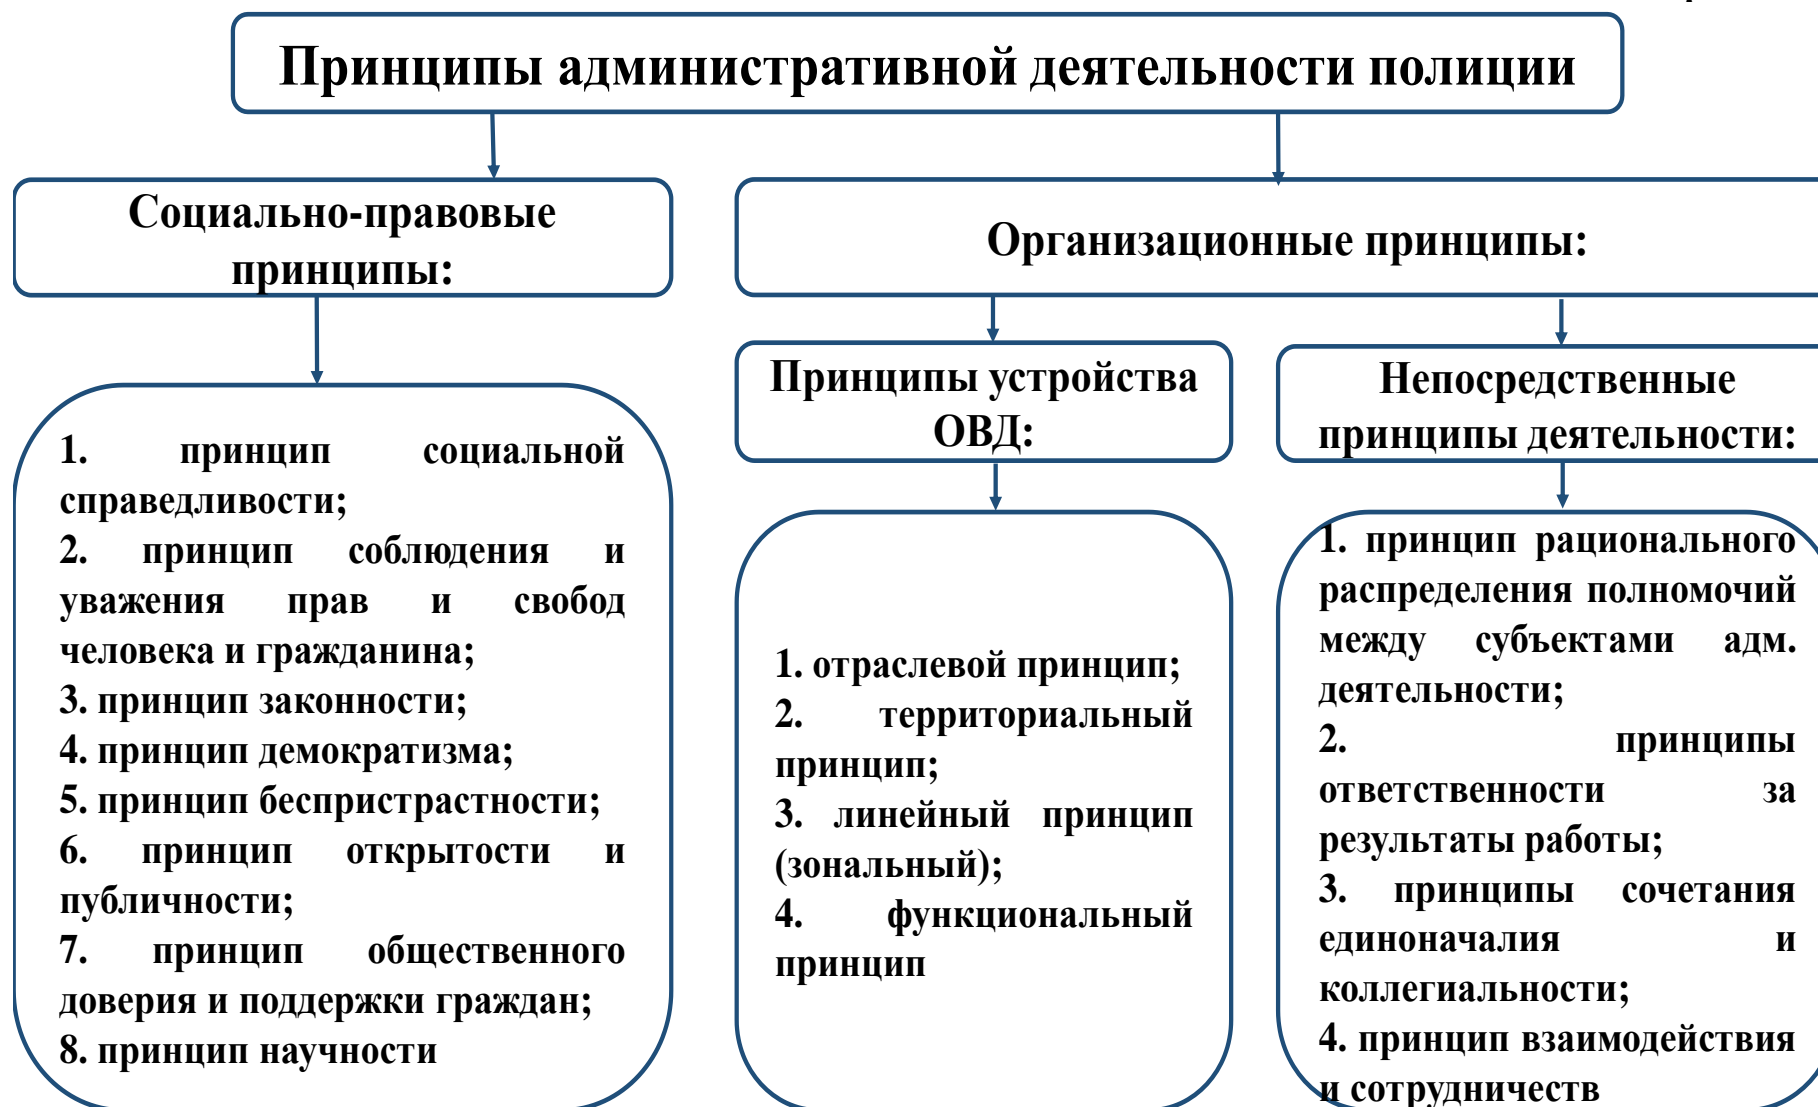 Принципы административной деятельности полиции
Социально-правовые
принципы:
Организационные принципы:
Принципы устройства
ОВД:
Непосредственные
принципы деятельности:
1. принцип социальной
справедливости;
2. принцип соблюдения и
уважения прав и свобод
человека и гражданина;
3. принцип законности;
4. принцип демократизма;
5. принцип беспристрастности;
6. принцип открытости и
публичности;
7. принцип общественного
доверия и поддержки граждан;
8. принцип научности
1. отраслевой принцип;
2. территориальный
принцип;
3. линейный принцип
(зональный);
4. функциональный
принцип
1. принцип рационального
распределения полномочий
между субъектами адм.
деятельности;
2. принципы
ответственности за
результаты работы;
3. принципы сочетания
единоначалия и
коллегиальности;
4. принцип взаимодействия
и сотрудничеств